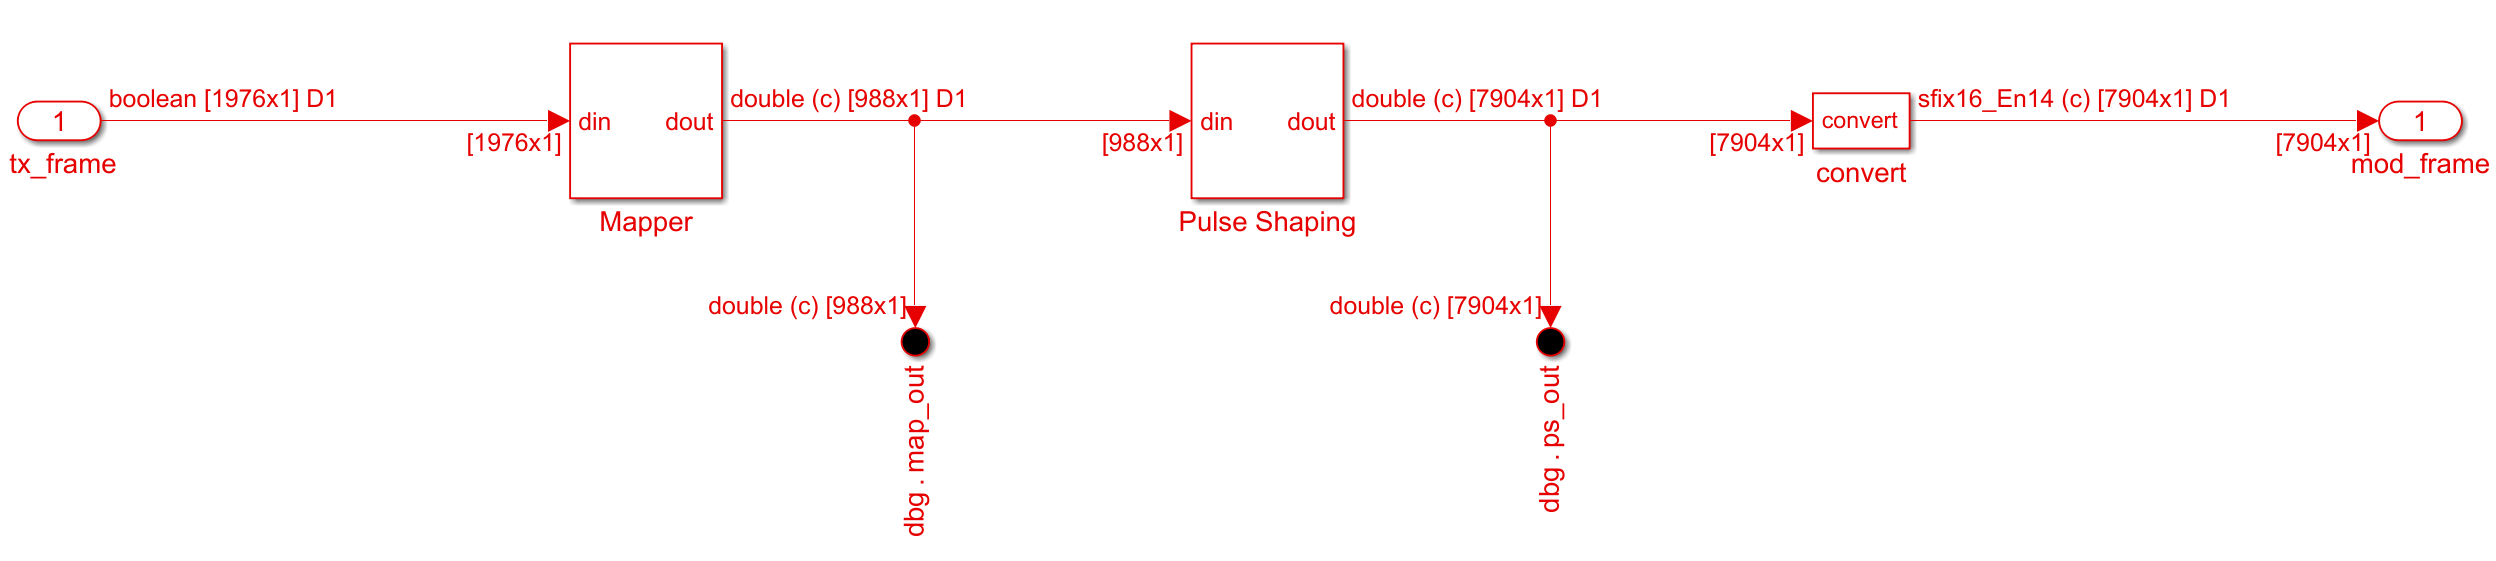 boolean [1976x1] D1
double (c) [988x1] D1
double (c) [7904x1] D1
sfix16_En14 (c) [7904x1] D1
1
din
dout
din
dout
convert
1
[1976x1]
[988x1]
[7904x1]
[7904x1]
tx_frame
Mapper
Pulse Shaping
convert
mod_frame
double (c) [988x1]
double (c) [7904x1]
dbg . map_out
dbg . ps_out